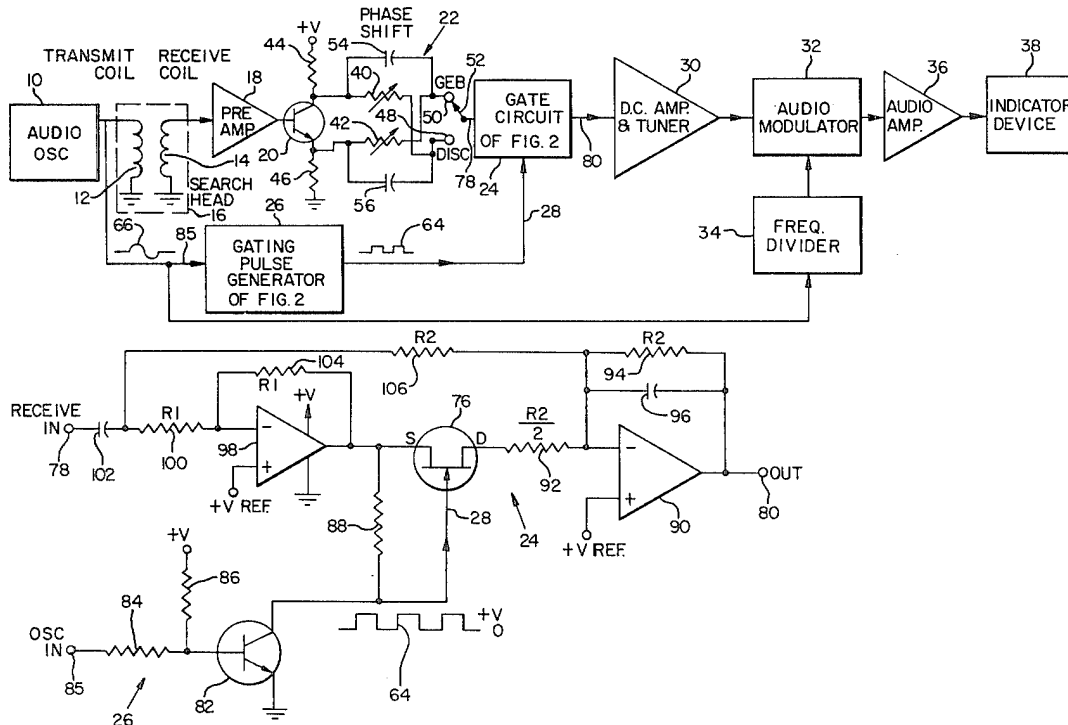 PHASE
SHIFT
+V
44
54
22
TRANSMIT
COIL
RECEIVE
COIL
10
AUDIO
OSC
18
PRE
AMP.
20
40
42
48
GEB
52
50
DISC
78
46
56
GATE
CIRCUIT
OF FIG. 2
24
80
30
D.C. AMP.
& TUNER
32
AUDIO
MODULATOR
36
AUDIO
AMP.
38
INDICATOR
DEVICE
12
14
SEARCH
HEAD
16
66
85
26
GATING
PULSE
GENERATOR
OF FIG. 2
64
28
34
FREQ.
DIVIDER
R2
106
R2
94
96
RECEIVE
IN
78
102
R1
100
R1
104
98
−
+
+V
+V REF.
76
S
D
R2
2
92
24
−
+
90
OUT
80
+V REF.
88
28
+V
86
84
OSC
IN
85
26
82
+V
0
64